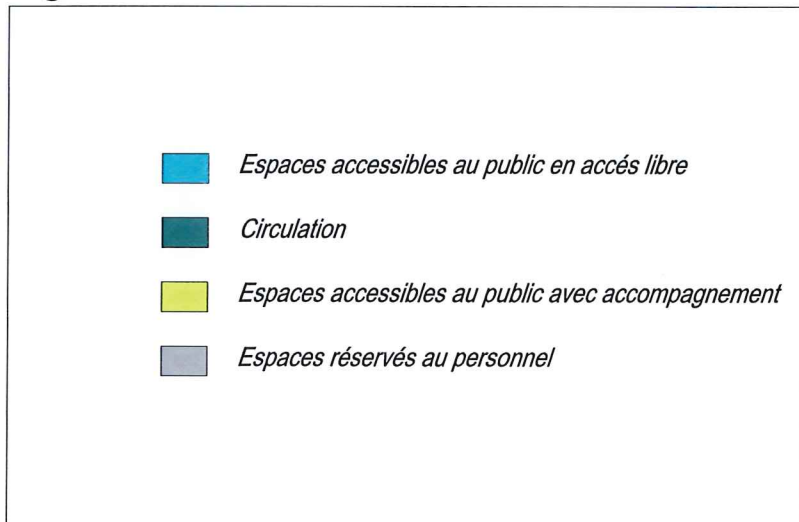 Espaces accessibles au public en accés libre
Circulation
Espaces accessibles au public avec accompagnement
Espaces réservés au personnel